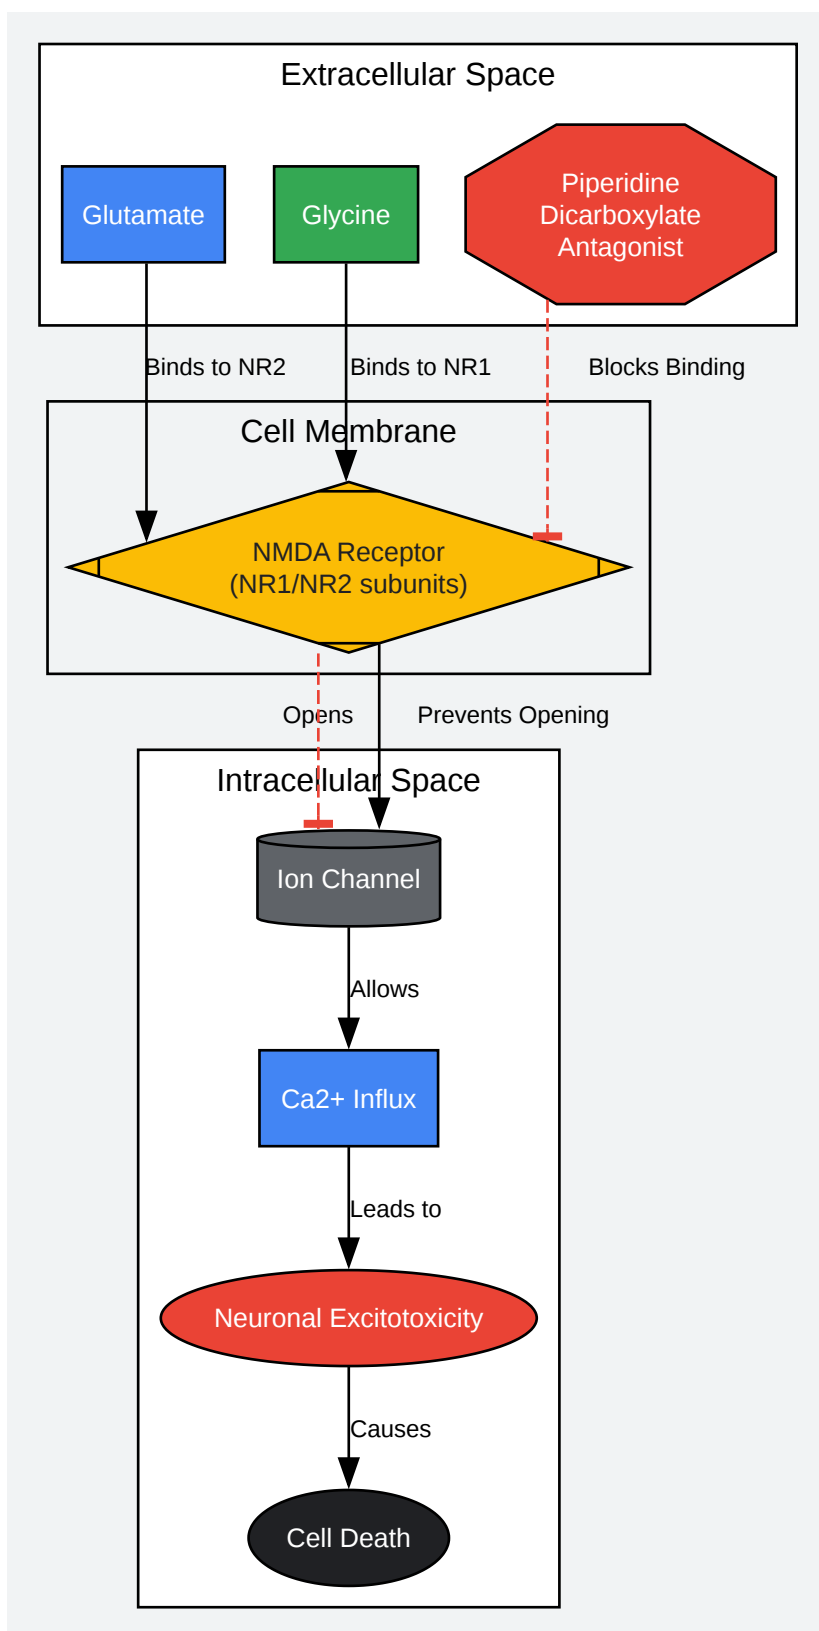 Extracellular Space
Glutamate
Glycine
Piperidine
Dicarboxylate
Antagonist
Binds to NR2
Binds to NR1
Blocks Binding
Cell Membrane
NMDA Receptor
(NR1/NR2 subunits)
Opens
Prevents Opening
Intracellular Space
Ion Channel
Allows
Ca2+ Influx
Leads to
Neuronal Excitotoxicity
Causes
Cell Death